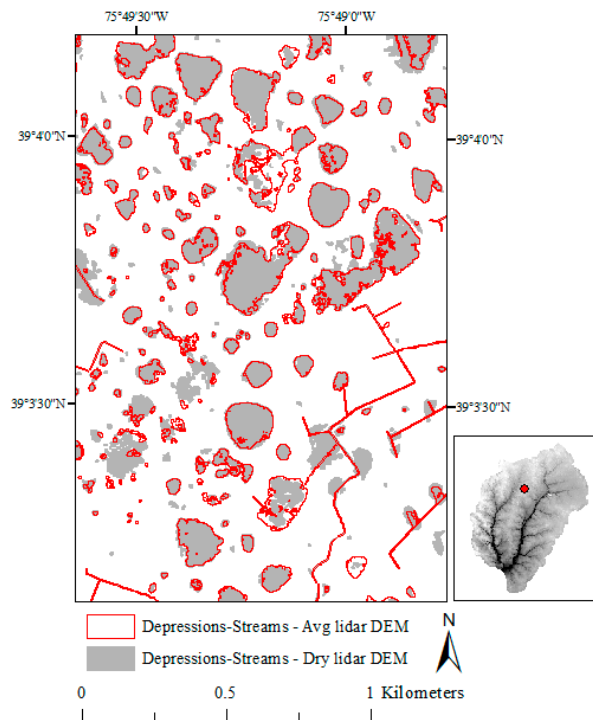 75°49'30"W 75°49'0"W
39°4'0"N 39°4'0"N
39°3'30"N 39°3'30"N
Depressions-Streams - Avg lidar DEM
Depressions-Streams - Dry lidar DEM
N
0 0.5 1 Kilometers